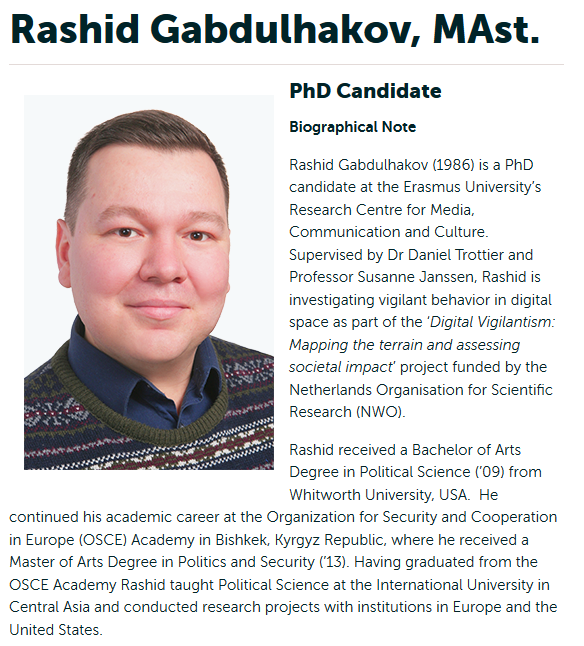 Rashid Gabdulhakov, MAst.
PhD Candidate
Biographical Note
Rashid Gabdulhakov (1986) is a PhD
candidate at the Erasmus University’s
Research Centre for Media,
Communication and Culture.
Supervised by Dr Daniel Trottier and
Professor Susanne Janssen, Rashid is
investigating vigilant behavior in digital
space as part of the ‘Digital Vigilantism:
Mapping the terrain and assessing
societal impact’ project funded by the
Netherlands Organisation for Scientific
Research (NWO).
Rashid received a Bachelor of Arts
Degree in Political Science (’09) from
Whitworth University, USA.  He
continued his academic career at the Organization for Security and Cooperation
in Europe (OSCE) Academy in Bishkek, Kyrgyz Republic, where he received a
Master of Arts Degree in Politics and Security (’13). Having graduated from the
OSCE Academy Rashid taught Political Science at the International University in
Central Asia and conducted research projects with institutions in Europe and the
United States.